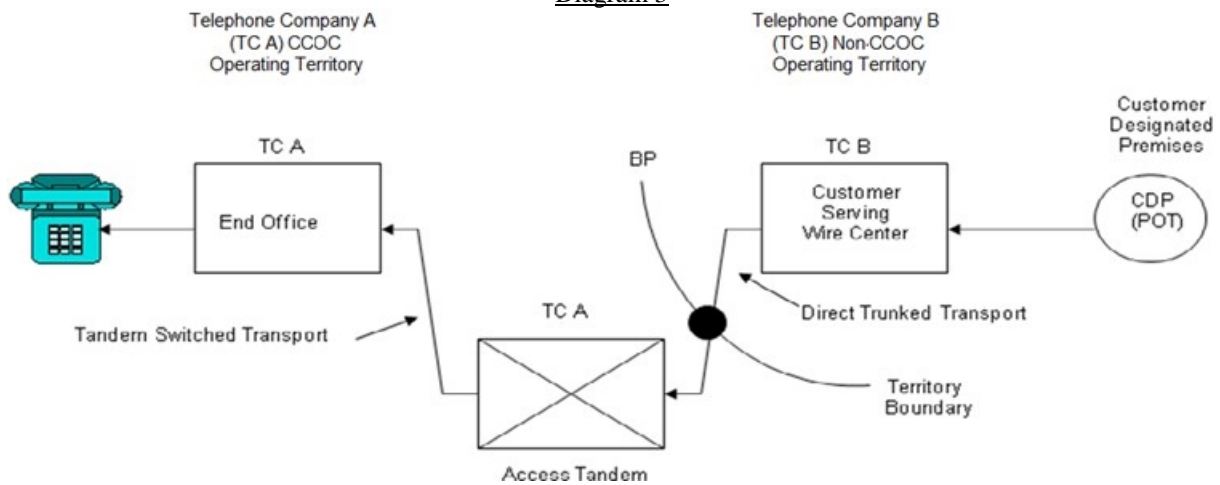 Diagram 3
Telephone Company A
(TC A) CCOC
Operating Territory
Telephone Company B
(TC B) Non-CCOC
Operating Territory
Customer
Designated
Premises
TC A
End Office
BP
TC B
Customer
Serving
Wire Center
CDP
(POT)
Tandem Switched Transport
TC A
Direct Trunked Transport
Territory
Boundary
Access Tandem